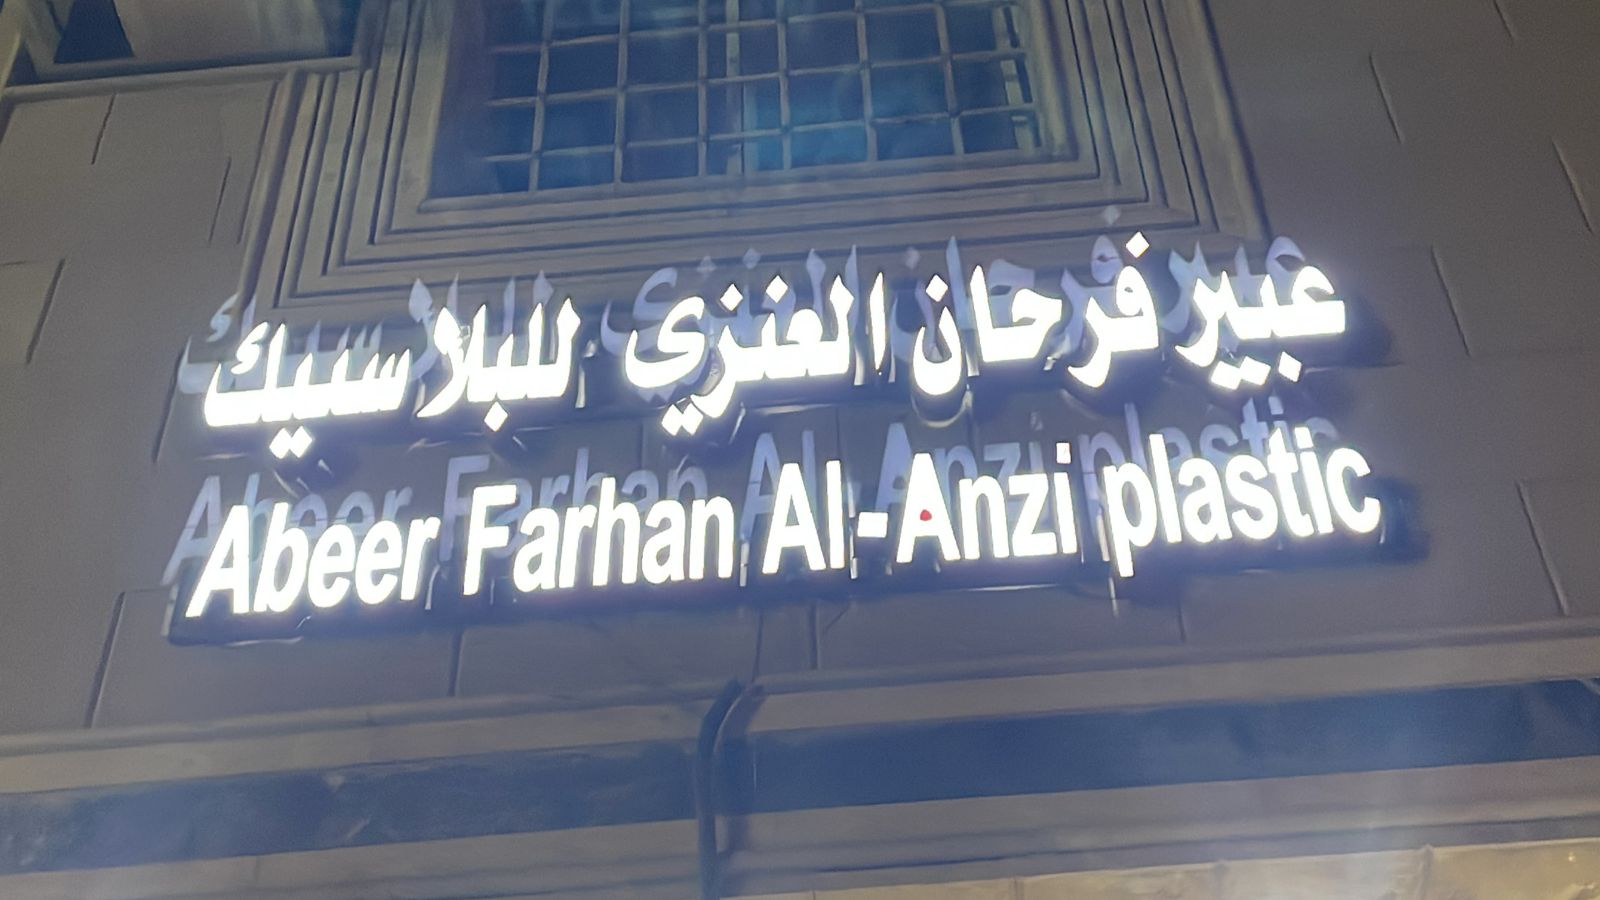 عبير فرحان العنزي للبلاستيك
Abeer Farhan Al-Anzi plastic